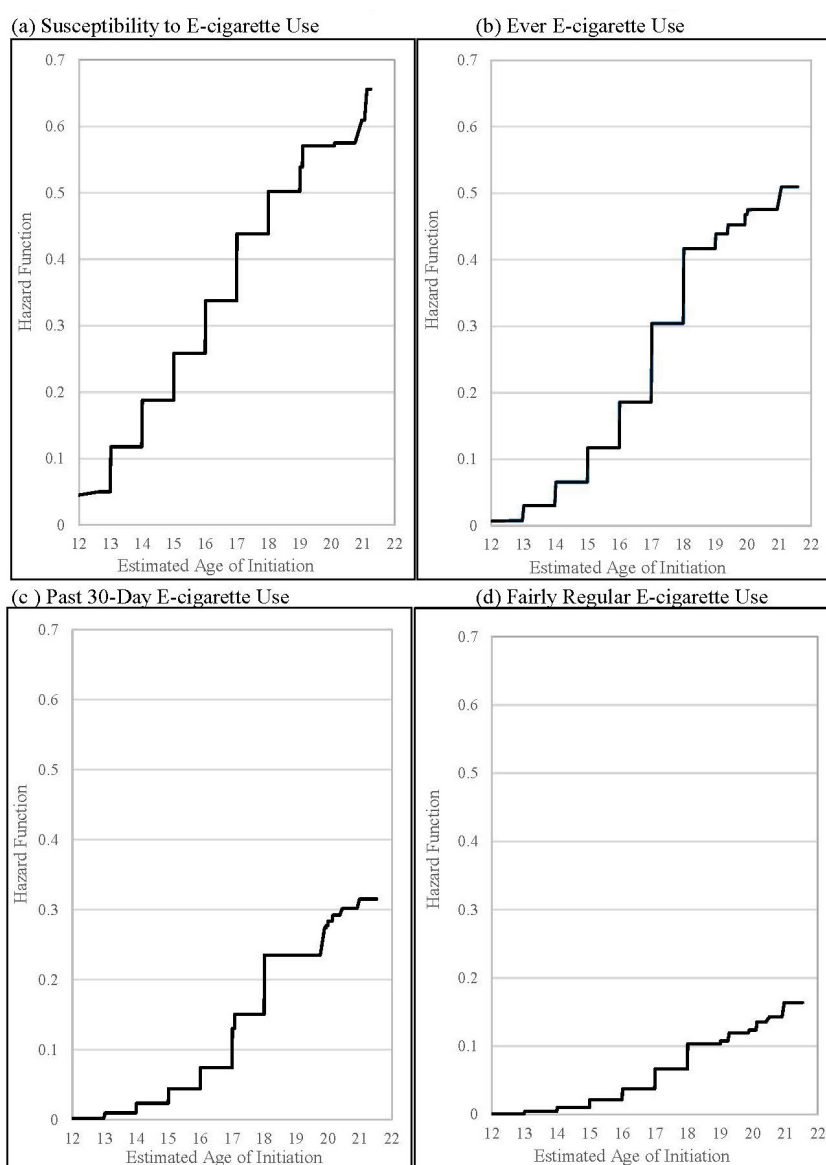 (a) Susceptibility to E-cigarette Use
0.7
0.6
0.5
0.4
0.3
0.2
0.1
0
Hazard Function
12 13 14 15 16 17 18 19 20 21 22
Estimated Age of Initiation
(b) Ever E-cigarette Use
0.7
0.6
0.5
0.4
0.3
0.2
0.1
0
Hazard Function
12 13 14 15 16 17 18 19 20 21 22
Estimated Age of Initiation
(c ) Past 30-Day E-cigarette Use
0.7
0.6
0.5
0.4
0.3
0.2
0.1
0
Hazard Function
12 13 14 15 16 17 18 19 20 21 22
Estimated Age of Initiation
(d) Fairly Regular E-cigarette Use
0.7
0.6
0.5
0.4
0.3
0.2
0.1
0
Hazard Function
12 13 14 15 16 17 18 19 20 21 22
Estimated Age of Initiation